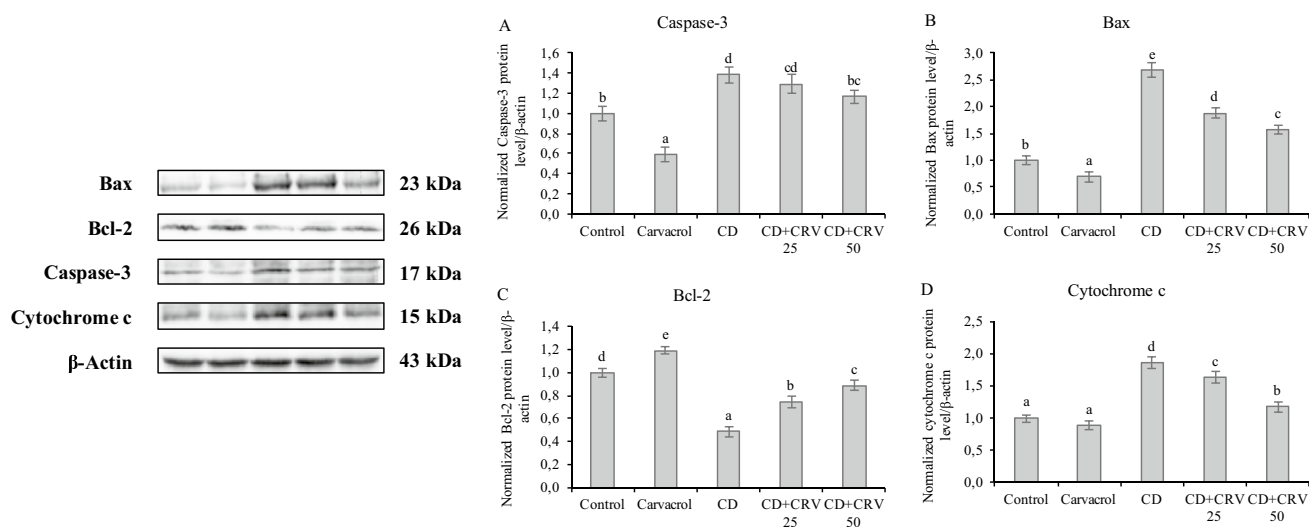 Bax 23 kDa
Bcl-2 26 kDa
Caspase-3 17 kDa
Cytochrome c 15 kDa
β-Actin 43 kDa
A
Caspase-3
Normalized Caspase-3 protein
level/β-actin
1,6
1,4
1,2
1,0
0,8
0,6
0,4
0,2
0,0
b
a
d
cd
bc
Control Carvacrol CD CD+CRV CD+CRV
25 50
B
Bax
Normalized Bax protein level/β-
actin
3,0
2,5
2,0
1,5
1,0
0,5
0,0
b
a
e
d
c
Control Carvacrol CD CD+CRV CD+CRV
25 50
C
Bcl-2
Normalized Bcl-2 protein level/β-
actin
1,4
1,2
1,0
0,8
0,6
0,4
0,2
0,0
d
e
a
b
c
Control Carvacrol CD CD+CRV CD+CRV
25 50
D
Cytochrome c
Normalized cytochrome c protein
level/β-actin
2,5
2,0
1,5
1,0
0,5
0,0
a
a
d
c
b
Control Carvacrol CD CD+CRV CD+CRV
25 50